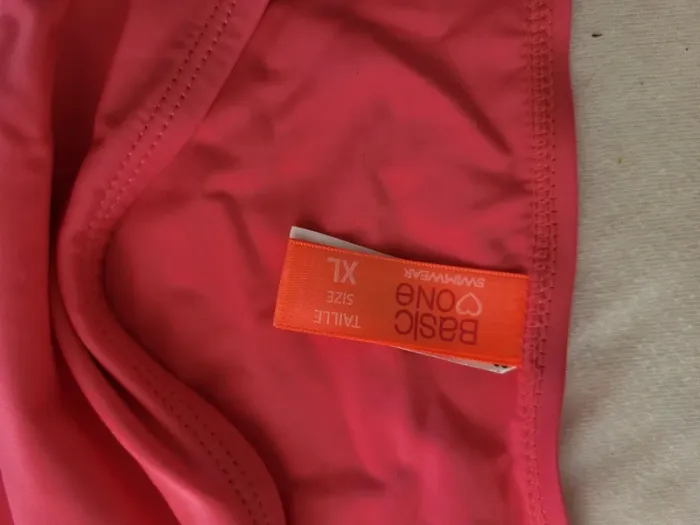 Basic
♡ One
SWIMWEAR
TAILLE
SIZE
XL